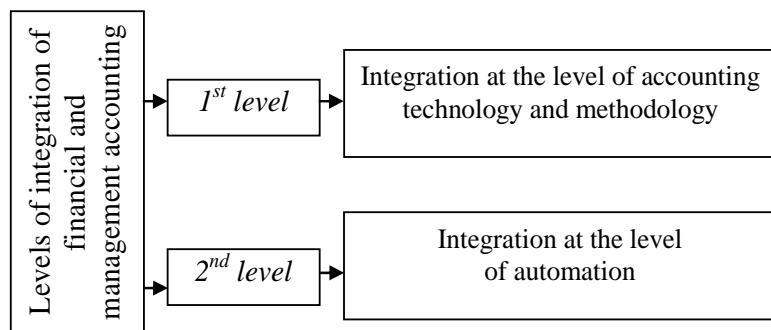 Levels of integration of
financial and
management accounting
1st level
Integration at the level of accounting
technology and methodology
2nd level
Integration at the level
of automation